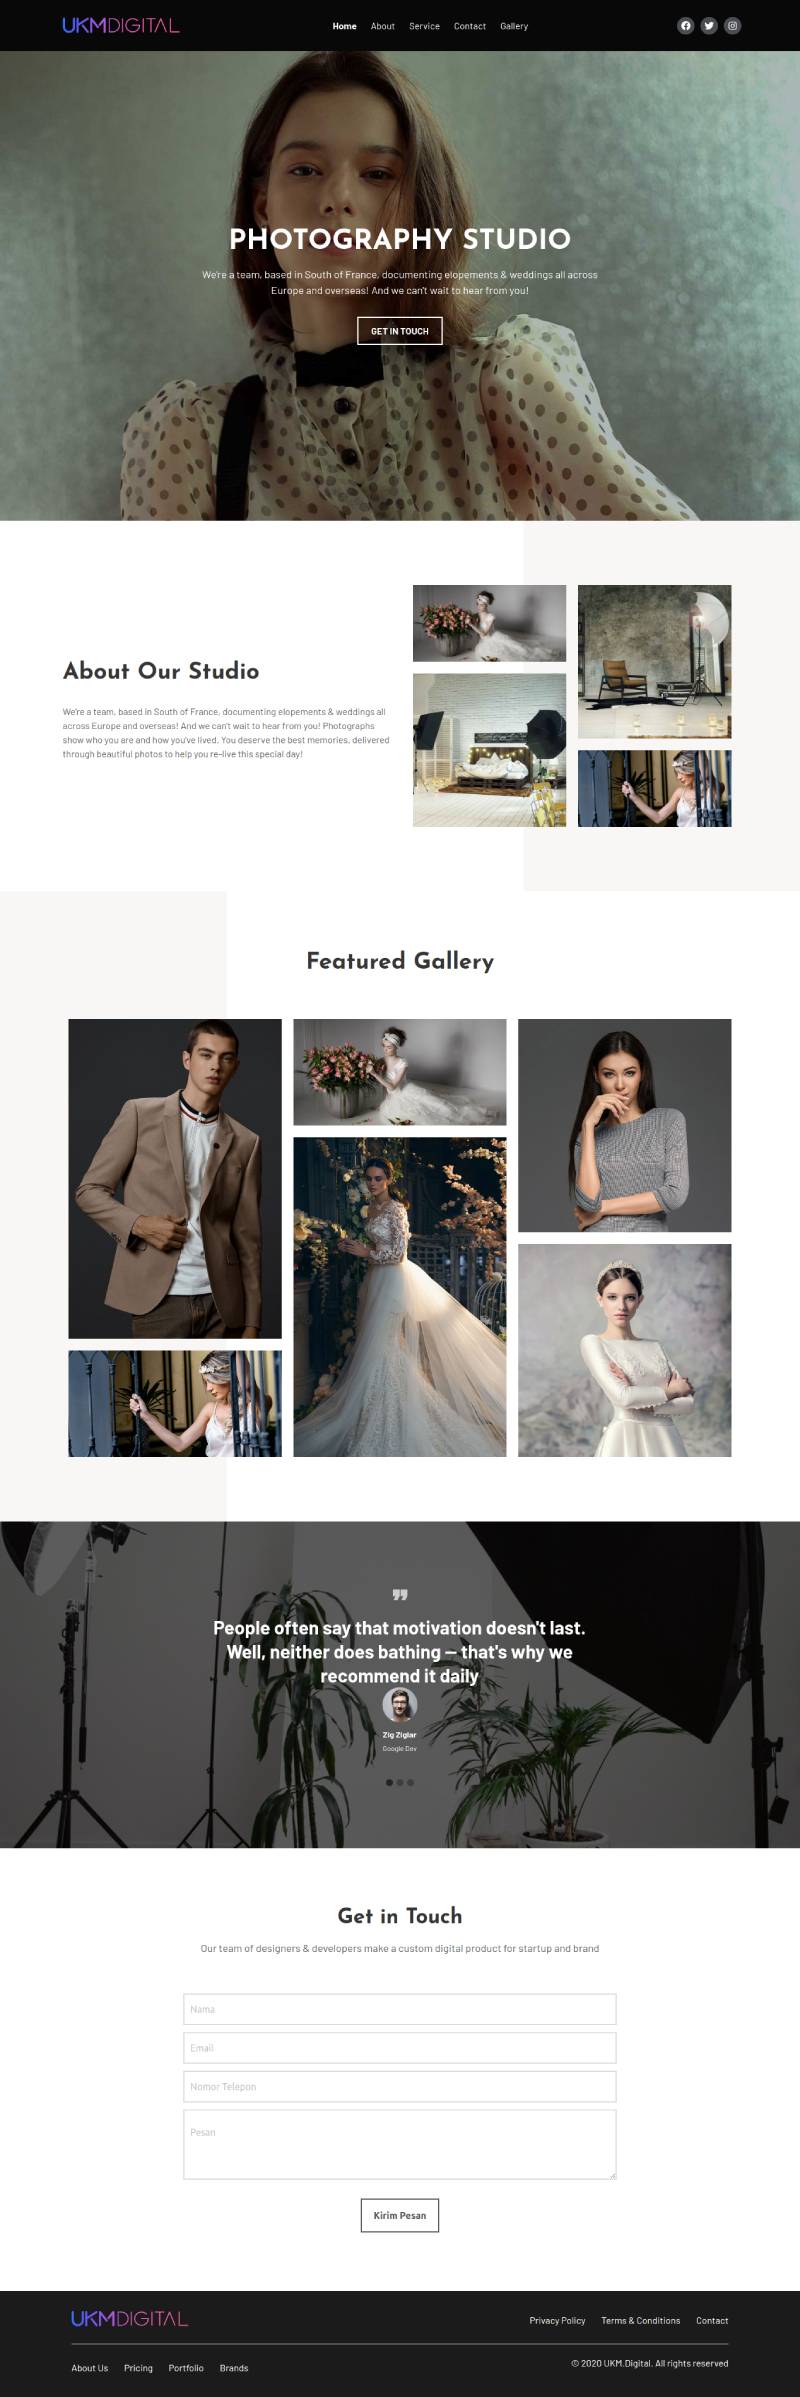 UKMDIGITAL
Home About Service Contact Gallery
PHOTOGRAPHY STUDIO
We're a team, based in South of France, documenting elopements & weddings all across
Europe and overseas! And we can't wait to hear from you!
GET IN TOUCH
About Our Studio
We're a team, based in South of France, documenting elopements & weddings all
across Europe and overseas! And we can't wait to hear from you! Photographs
show who you are and how you've lived. You deserve the best memories, delivered
through beautiful photos to help you re-live this special day!
Featured Gallery
People often say that motivation doesn't last.
Well, neither does bathing – that's why we
recommend it daily
Zig Ziglar
Google Dev
Get in Touch
Our team of designers & developers make a custom digital product for startup and brand
Nama
Email
Nomor Telepon
Pesan
Kirim Pesan
UKMDIGITAL
Privacy Policy Terms & Conditions Contact
About Us Portfolio Pricing Brands
© 2020 UKM.Digital. All rights reserved